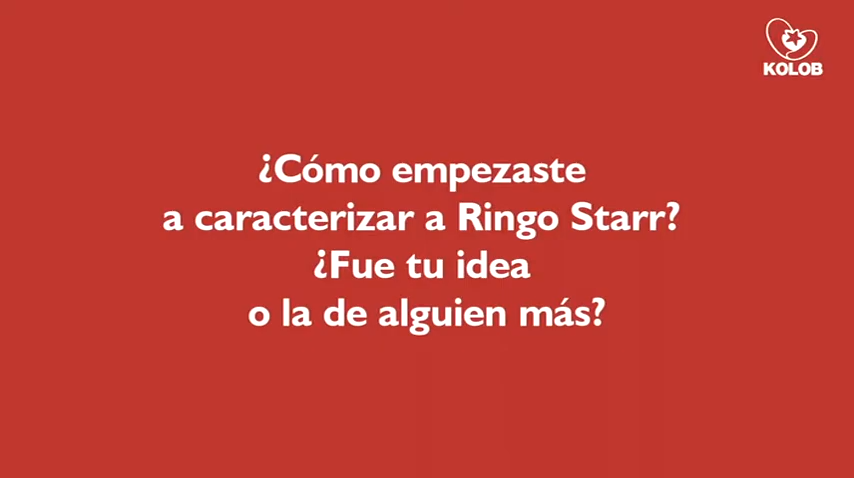 KOLOB
¿Cómo empezaste
a caracterizar a Ringo Starr?
¿Fue tu idea
o la de alguien más?